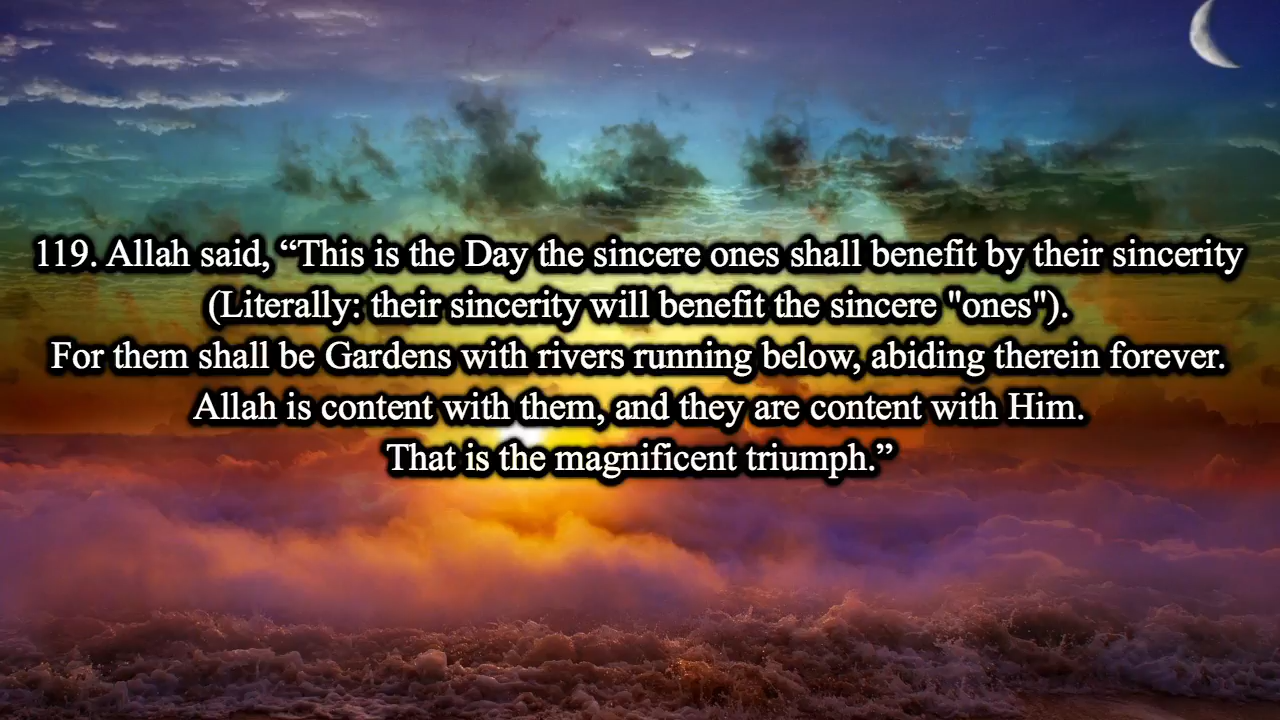 119. Allah said, “This is the Day the sincere ones shall benefit by their sincerity
(Literally: their sincerity will benefit the sincere "ones").
For them shall be Gardens with rivers running below, abiding therein forever.
Allah is content with them, and they are content with Him.
That is the magnificent triumph.”